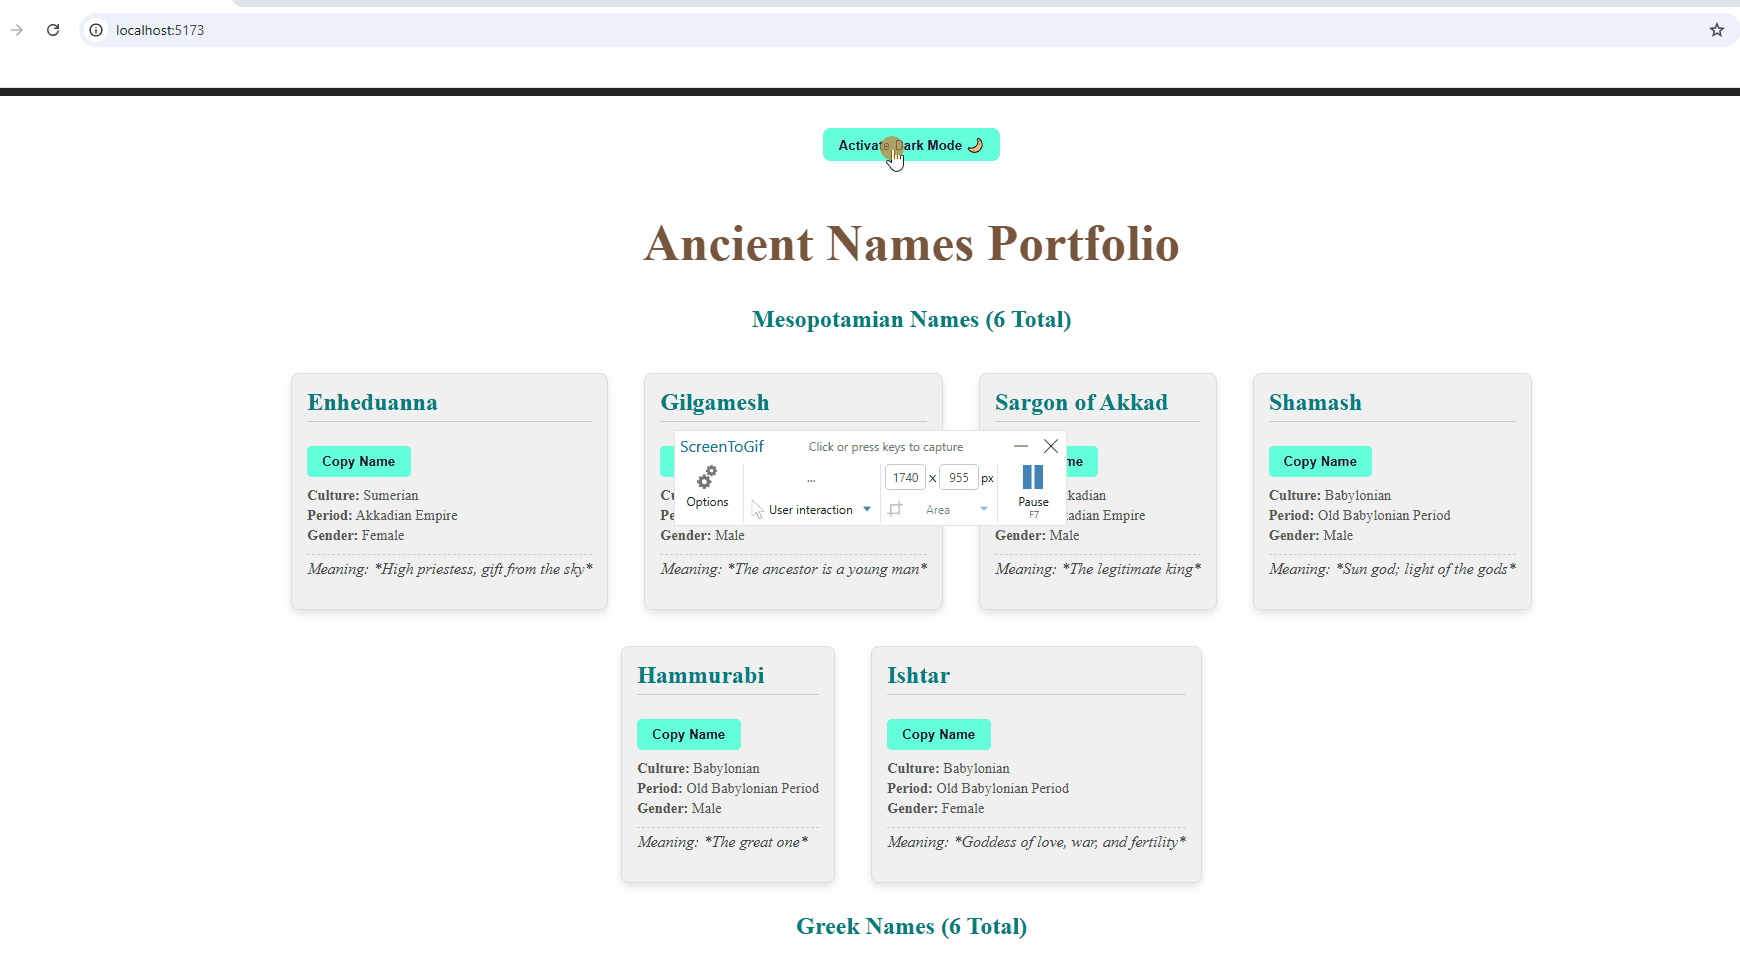 localhost:5173
Activate Dark Mode 🌙
Ancient Names Portfolio
Mesopotamian Names (6 Total)
Enheduanna
Copy Name
Culture: Sumerian
Period: Akkadian Empire
Gender: Female
Meaning: *High priestess, gift from the sky*
Gilgamesh
Gender: Male
Meaning: *The ancestor is a young man*
Sargon of Akkad
Gender: Male
Meaning: *The legitimate king*
Shamash
Copy Name
Culture: Babylonian
Period: Old Babylonian Period
Gender: Male
Meaning: *Sun god; light of the gods*
ScreenToGif
Click or press keys to capture
Options
...
User interaction
1740 x 955 px
Area
Pause
F7
Hammurabi
Copy Name
Culture: Babylonian
Period: Old Babylonian Period
Gender: Male
Meaning: *The great one*
Ishtar
Copy Name
Culture: Babylonian
Period: Old Babylonian Period
Gender: Female
Meaning: *Goddess of love, war, and fertility*
Greek Names (6 Total)